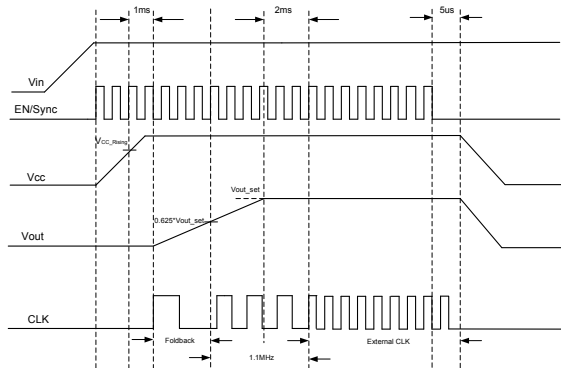 1ms
2ms
5us
Vin
EN/Sync
VCC_Rising
Vcc
Vout_set
0.625*Vout_set
Vout
CLK
Foldback
External CLK
1.1MHz